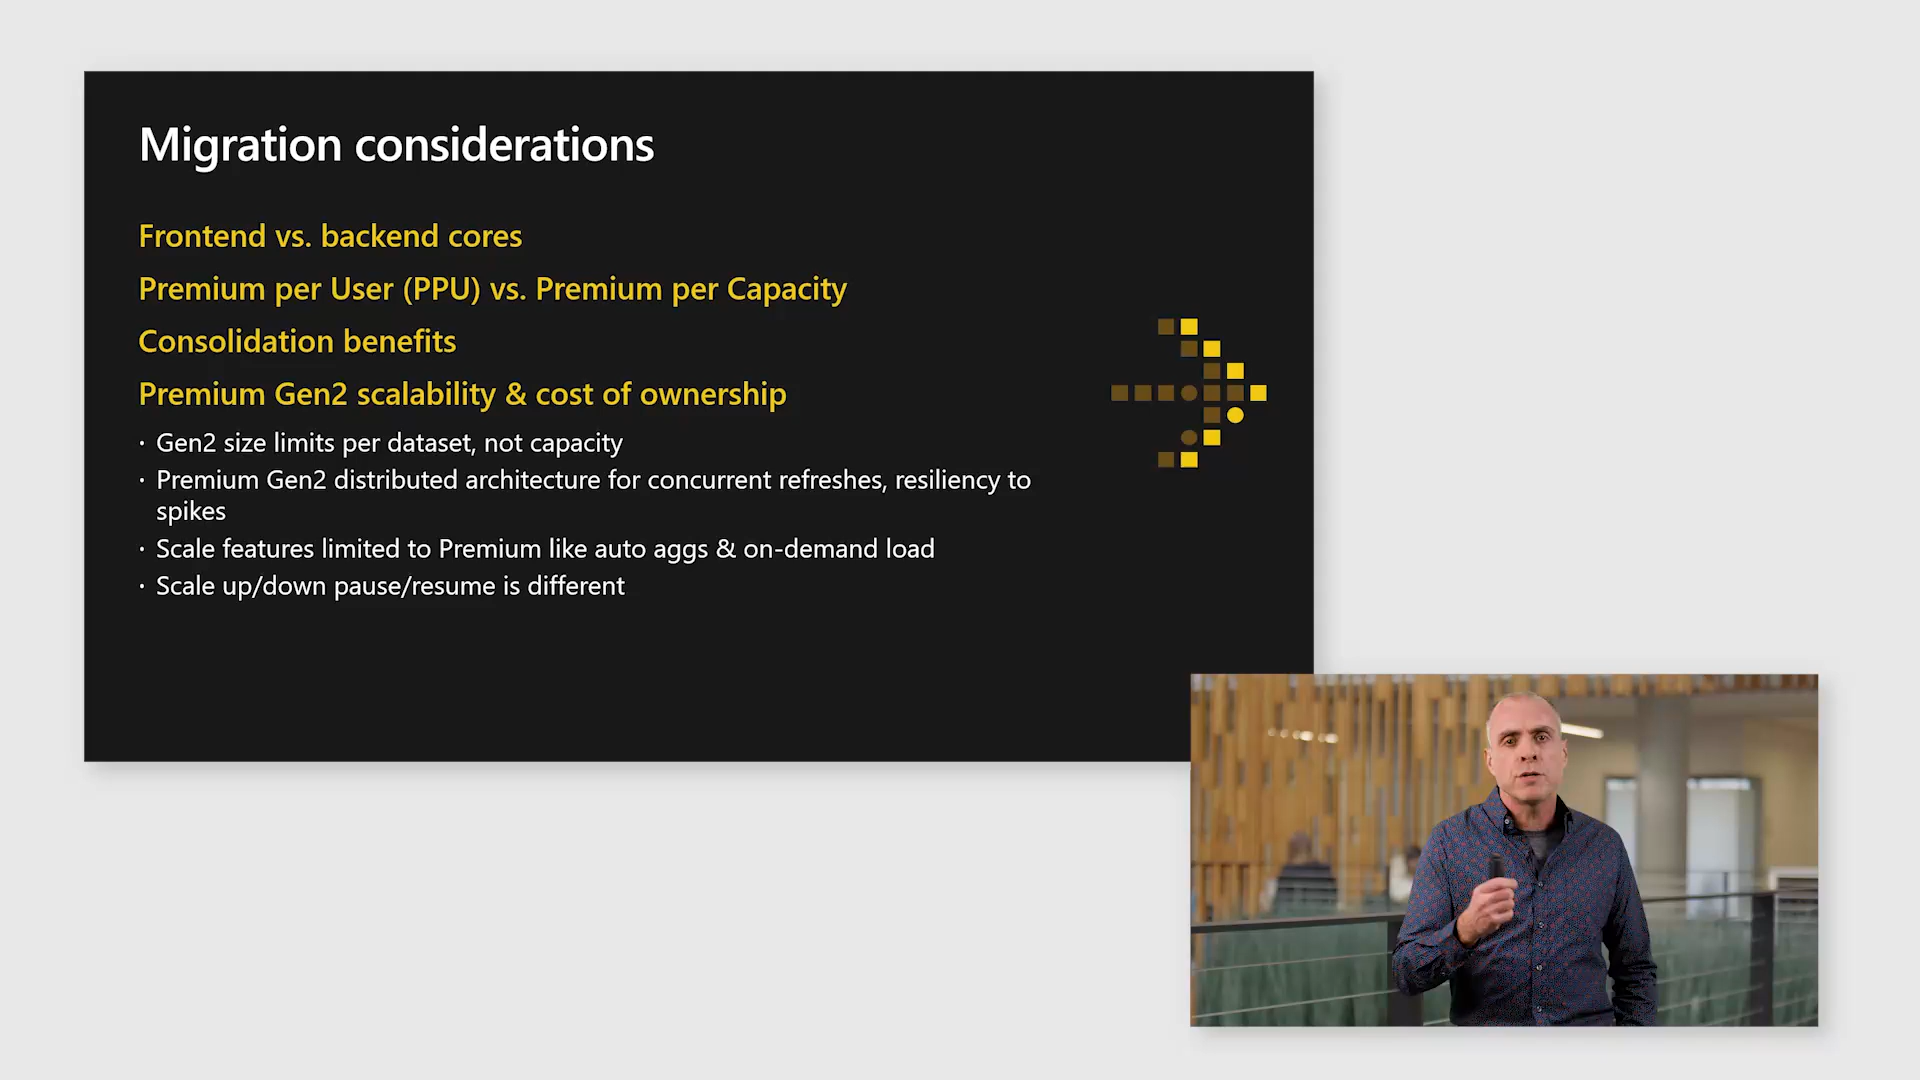 Migration considerations
Frontend vs. backend cores
Premium per User (PPU) vs. Premium per Capacity
Consolidation benefits
Premium Gen2 scalability & cost of ownership
· Gen2 size limits per dataset, not capacity
· Premium Gen2 distributed architecture for concurrent refreshes, resiliency to
spikes
· Scale features limited to Premium like auto aggs & on-demand load
· Scale up/down pause/resume is different